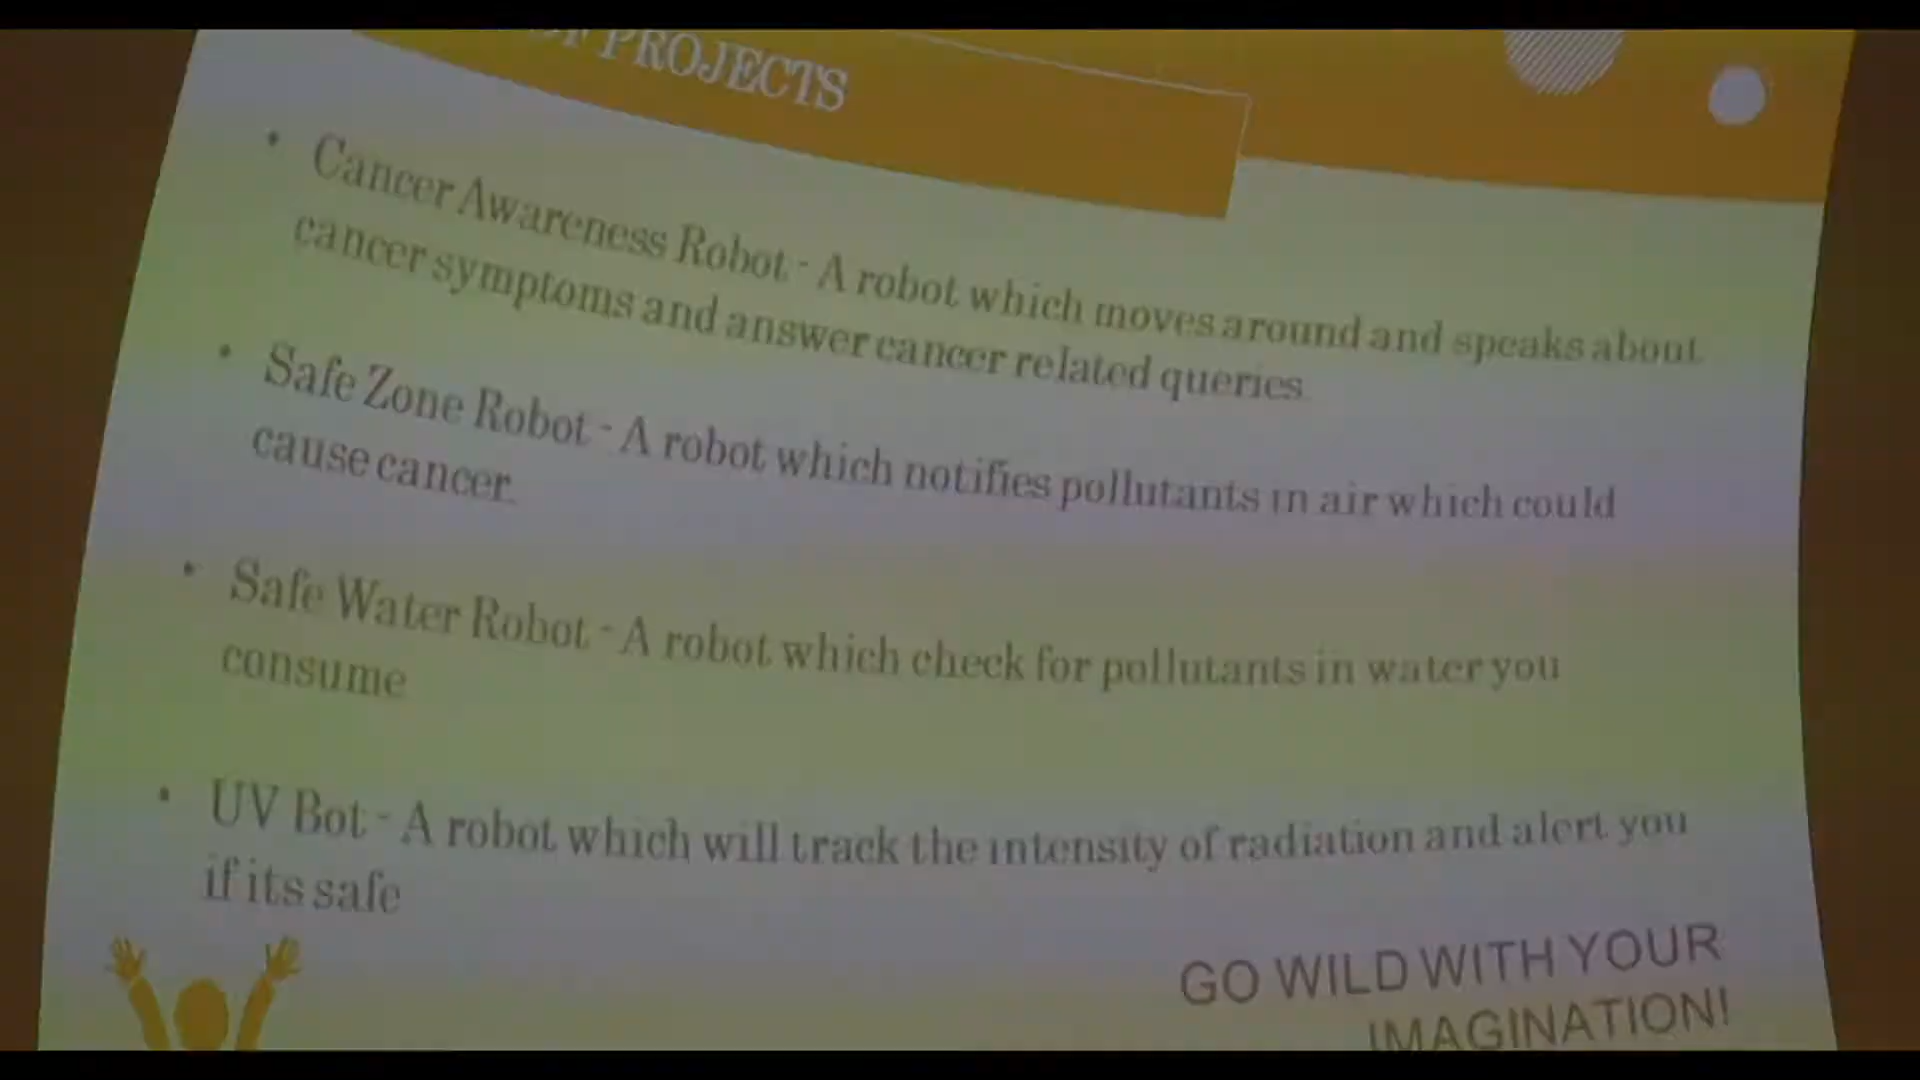 PROJECTS
• Cancer Awareness Robot - A robot which moves around and speaks about
cancer symptoms and answer cancer related queries.
• Safe Zone Robot - A robot which notifies pollutants in air which could
cause cancer.
• Safe Water Robot - A robot which check for pollutants in water you
consume
• UV Bot - A robot which will track the intensity of radiation and alert you
if its safe
GO WILD WITH YOUR
IMAGINATION!